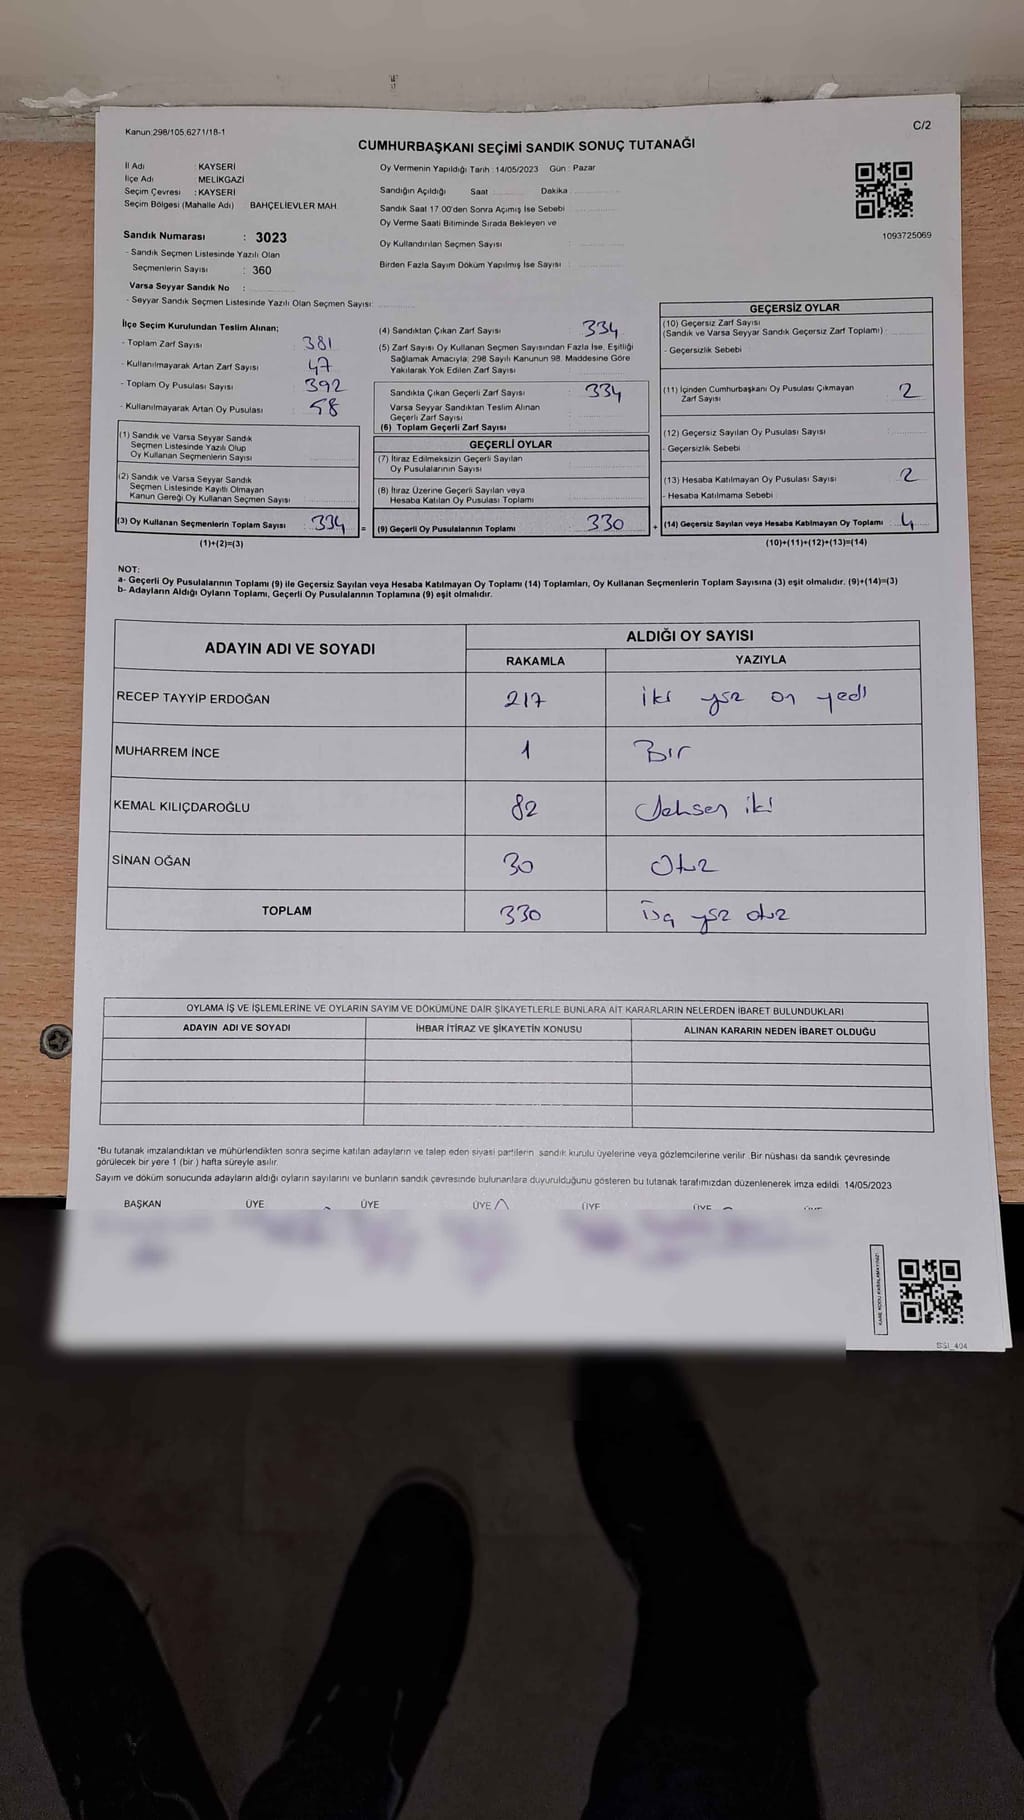 Kanun:298/105,6271/18-1
C/2
CUMHURBAŞKANI SEÇİMİ SANDIK SONUÇ TUTANAĞI
İl Adı : KAYSERİ
İlçe Adı : MELİKGAZİ
Seçim Çevresi : KAYSERİ
Seçim Bölgesi (Mahalle Adı) BAHÇELİEVLER MAH.
Sandık Numarası : 3023
- Sandık Seçmen Listesinde Yazılı Olan
Seçmenlerin Sayısı : 360
Varsa Seyyar Sandık No :
- Seyyar Sandık Seçmen Listesinde Yazılı Olan Seçmen Sayısı:
Oy Vermenin Yapıldığı Tarih : 14/05/2023 Gün : Pazar
Sandığın Açıldığı Saat Dakika
Sandık Saat 17.00'den Sonra Açımış İse Sebebi
Oy Verme Saati Bitiminde Sırada Bekleyen ve
Oy Kullandırılan Seçmen Sayısı :
Birden Fazla Sayım Döküm Yapılmış İse Sayısı :
1093725069
İlçe Seçim Kurulundan Teslim Alınan;
- Toplam Zarf Sayısı : 381
- Kullanılmayarak Artan Zarf Sayısı : 47
- Toplam Oy Pusulası Sayısı : 392
- Kullanılmayarak Artan Oy Pusulası : 58
(1) Sandık ve Varsa Seyyar Sandık
Seçmen Listesinde Yazılı Olup
Oy Kullanan Seçmenlerin Sayısı
(2) Sandık ve Varsa Seyyar Sandık
Seçmen Listesinde Kayıtlı Olmayan
Kanun Gereği Oy Kullanan Seçmen Sayısı
(3) Oy Kullanan Seçmenlerin Toplam Sayısı 334 =
(1)+(2)=(3)
(4) Sandıktan Çıkan Zarf Sayısı : 334
(5) Zarf Sayısı Oy Kullanan Seçmen Sayısından Fazla İse, Eşitliği
Sağlamak Amacıyla; 298 Sayılı Kanunun 98. Maddesine Göre
Yakılarak Yok Edilen Zarf Sayısı
Sandıkta Çıkan Geçerli Zarf Sayısı : 334
Varsa Seyyar Sandıktan Teslim Alınan
Geçerli Zarf Sayısı
(6) Toplam Geçerli Zarf Sayısı
GEÇERLİ OYLAR
(7) İtiraz Edilmeksizin Geçerli Sayılan
Oy Pusulalarının Sayısı
(8) İtiraz Üzerine Geçerli Sayılan veya
Hesaba Katılan Oy Pusulası Toplamı
(9) Geçerli Oy Pusulalarının Toplamı 330 +
GEÇERSİZ OYLAR
(10) Geçersiz Zarf Sayısı
(Sandık ve Varsa Seyyar Sandık Geçersiz Zarf Toplamı)
- Geçersizlik Sebebi
(11) İçinden Cumhurbaşkanı Oy Pusulası Çıkmayan
Zarf Sayısı 2
(12) Geçersiz Sayılan Oy Pusulası Sayısı
- Geçersizlik Sebebi
(13) Hesaba Katılmayan Oy Pusulası Sayısı 2
- Hesaba Katılmama Sebebi
(14) Geçersiz Sayılan veya Hesaba Katılmayan Oy Toplamı 4
(10)+(11)+(12)+(13)=(14)
NOT:
a- Geçerli Oy Pusulalarının Toplamı (9) ile Geçersiz Sayılan veya Hesaba Katılmayan Oy Toplamı (14) Toplamları, Oy Kullanan Seçmenlerin Toplam Sayısına (3) eşit olmalıdır. (9)+(14)=(3)
b- Adayların Aldığı Oyların Toplamı, Geçerli Oy Pusulalarının Toplamına (9) eşit olmalıdır.
ADAYIN ADI VE SOYADI
ALDIĞI OY SAYISI
RAKAMLA YAZIYLA
RECEP TAYYİP ERDOĞAN 217 iki yüz on yedi
MUHARREM İNCE 1 Bir
KEMAL KILIÇDAROĞLU 82 Seksen iki
SİNAN OĞAN 30 Otuz
TOPLAM 330 üç yüz otuz
OYLAMA İŞ VE İŞLEMLERİNE VE OYLARIN SAYIM VE DÖKÜMÜNE DAİR ŞİKAYETLERLE BUNLARA AİT KARARLARIN NELERDEN İBARET BULUNDUKLARI
ADAYIN ADI VE SOYADI İHBAR İTİRAZ VE ŞİKAYETİN KONUSU ALINAN KARARIN NEDEN İBARET OLDUĞU
*Bu tutanak imzalandıktan ve mühürlendikten sonra seçime katılan adayların ve talep eden siyasi partilerin sandık kurulu üyelerine veya gözlemcilerine verilir. Bir nüshası da sandık çevresinde
görülecek bir yere 1 (bir) hafta süreyle asılır.
Sayım ve döküm sonucunda adayların aldığı oyların sayılarını ve bunların sandık çevresinde bulunanlara duyurulduğunu gösteren bu tutanak tarafımızdan düzenlenerek imza edildi. 14/05/2023
BAŞKAN ÜYE ÜYE ÜYE ÜYE ÜYE